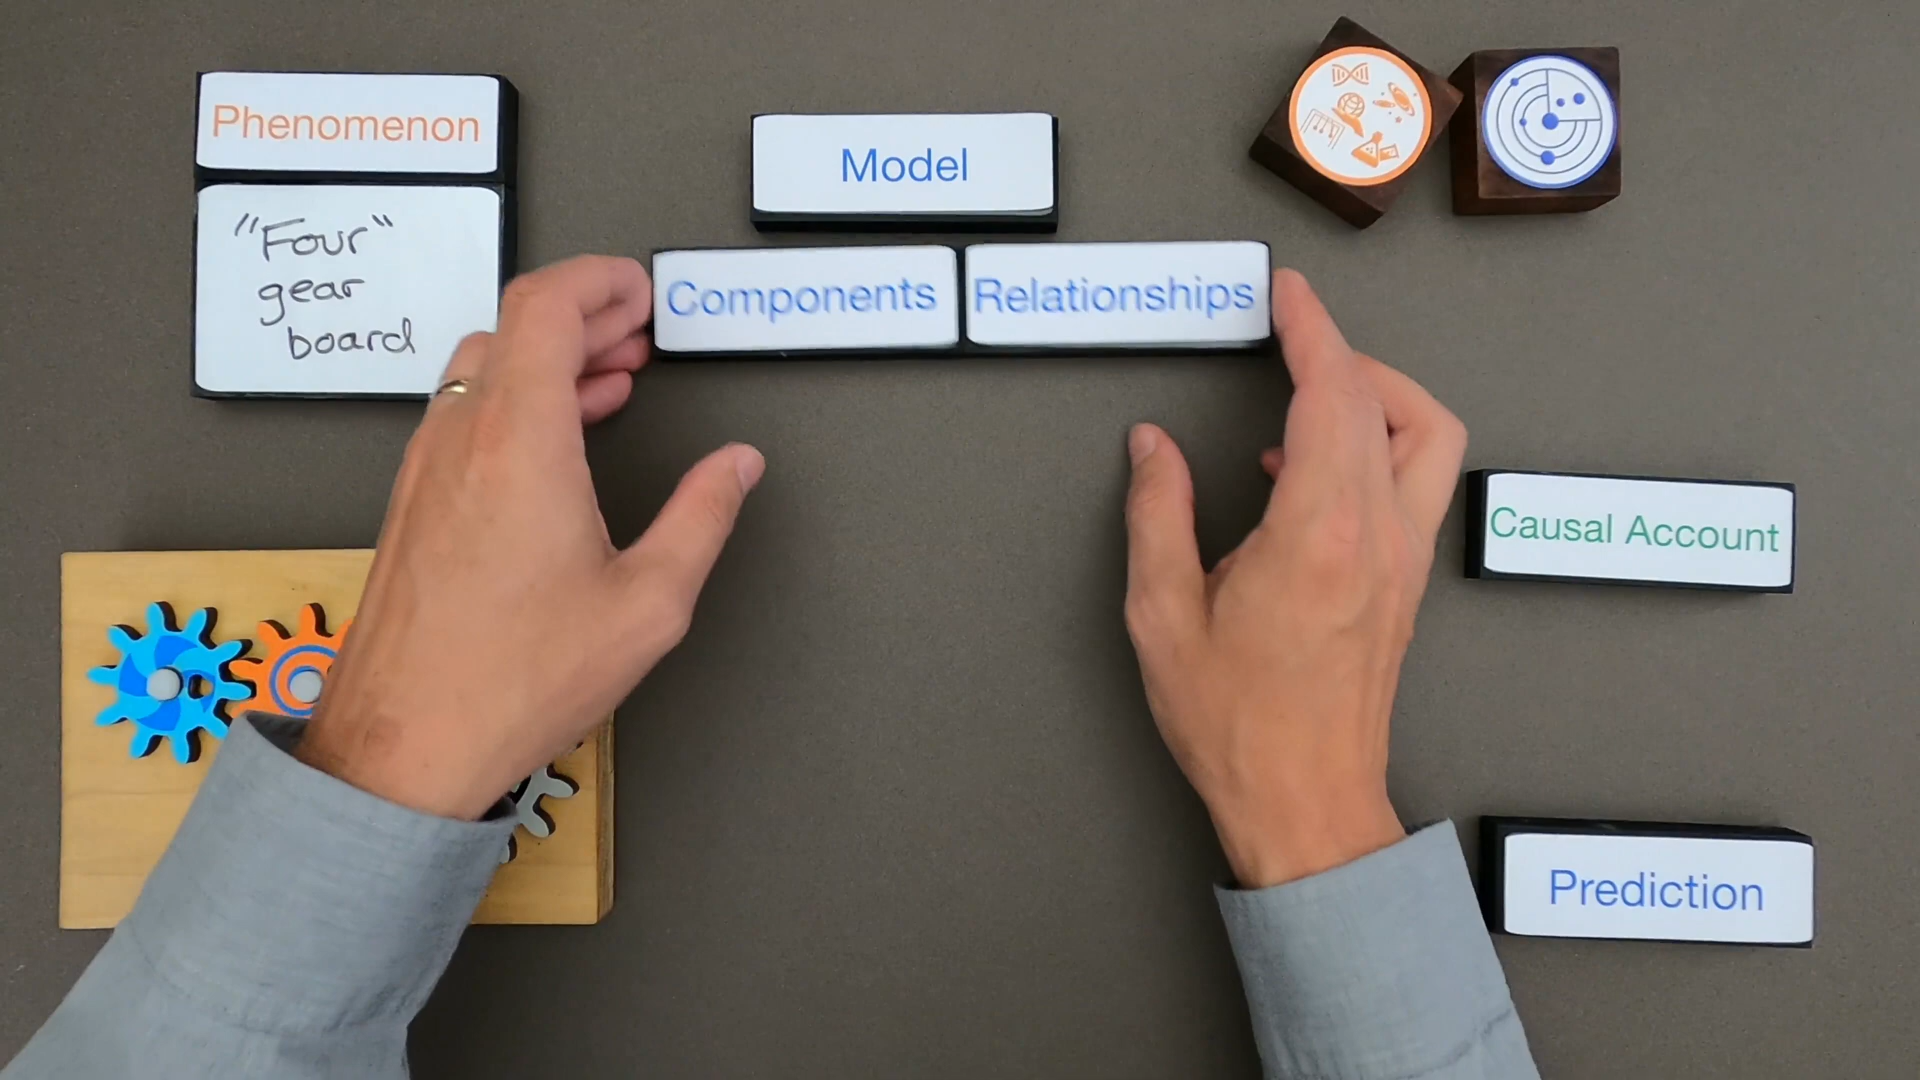 Phenomenon
"Four"
gear
board
Model
Components
Relationships
Causal Account
Prediction